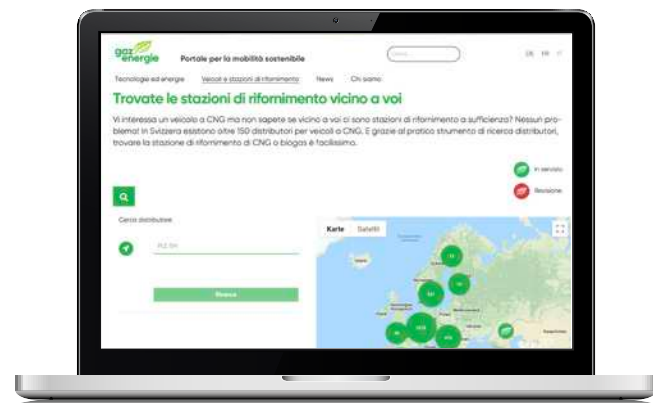 gaz energie
Portale per la mobilità sostenibile
DE FR IT
Tecnologie ed energie Veicoli e stazioni di rifornimento News Chi siamo
Trovate le stazioni di rifornimento vicino a voi
Vi interessa un veicolo a CNG ma non sapete se vicino a voi ci sono stazioni di rifornimento a sufficienza? Nessun pro-
blema! In Svizzera esistono oltre 150 distributori per veicoli a CNG. E grazie al pratico strumento di ricerca distributori,
trovare la stazione di rifornimento di CNG o biogas è facilissimo.
In servizio
Revisione
Cerca distributore
Karte Satellit
PLZ Ort
Ricerca